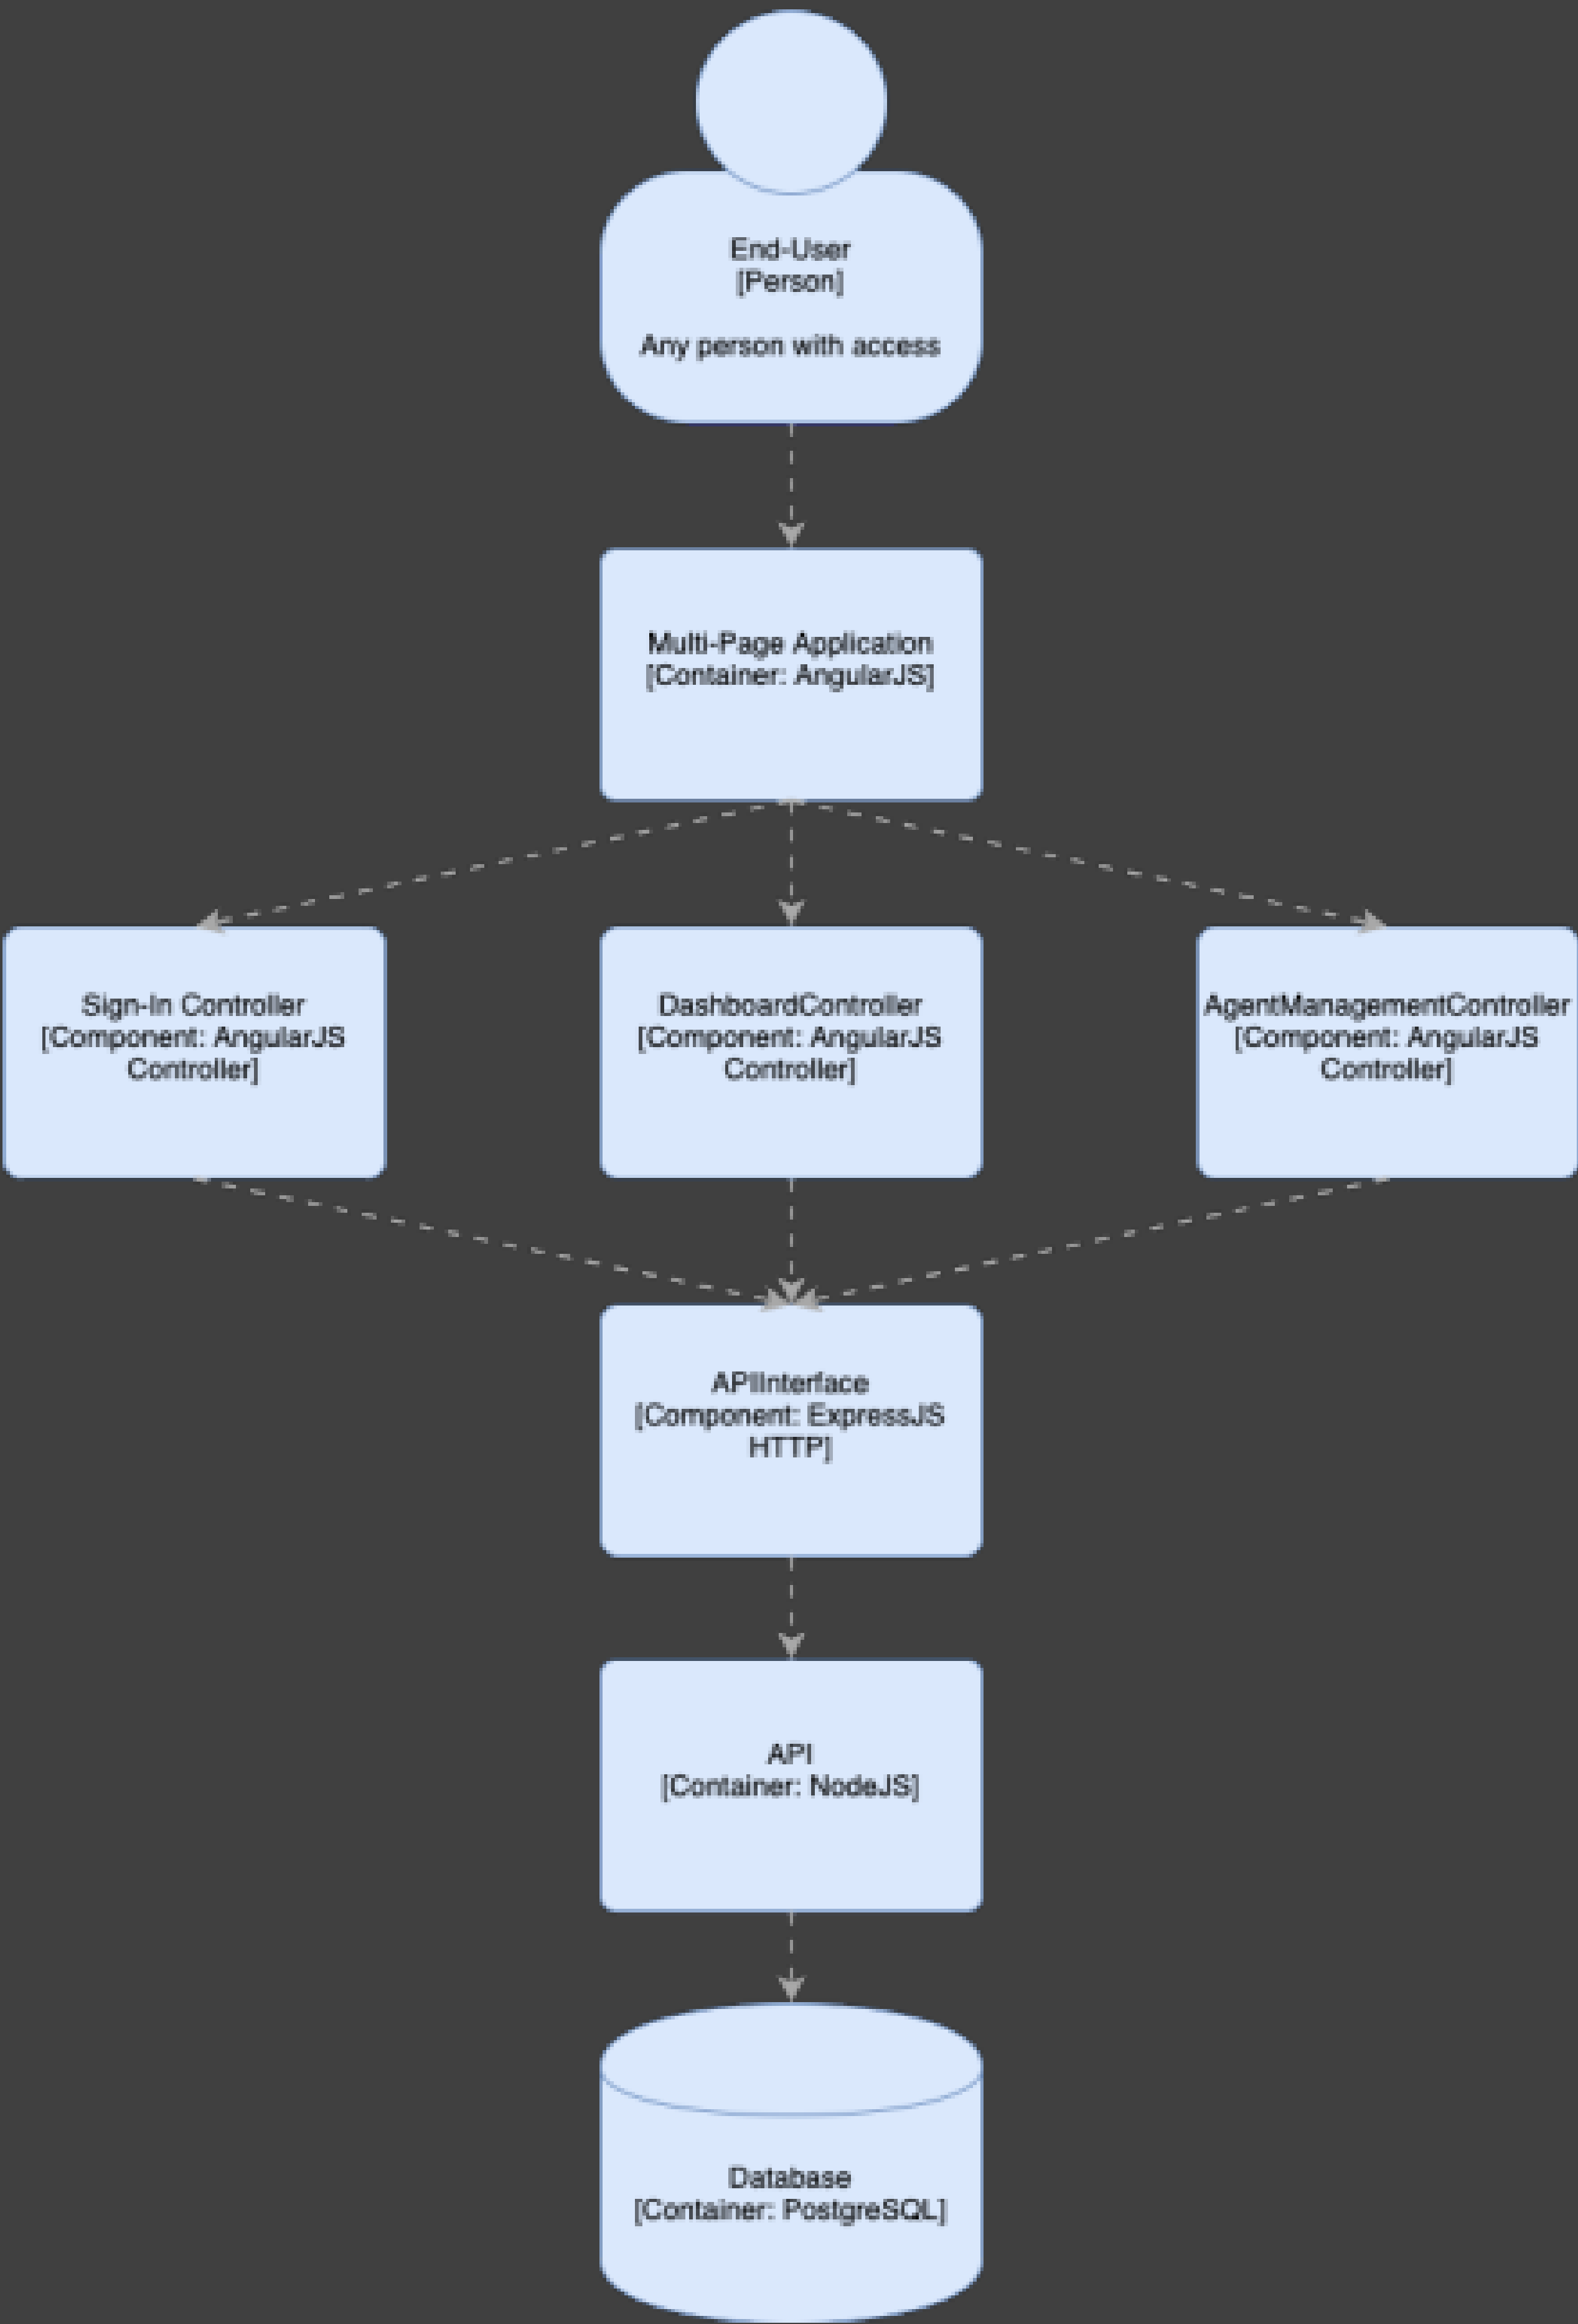 End-User
[Person]
Any person with access
Multi-Page Application
[Container: AngularJS]
Sign-In Controller
[Component: AngularJS
Controller]
DashboardController
[Component: AngularJS
Controller]
AgentManagementController
[Component: AngularJS
Controller]
APIInterface
[Component: ExpressJS
HTTP]
API
[Container: NodeJS]
Database
[Container: PostgreSQL]